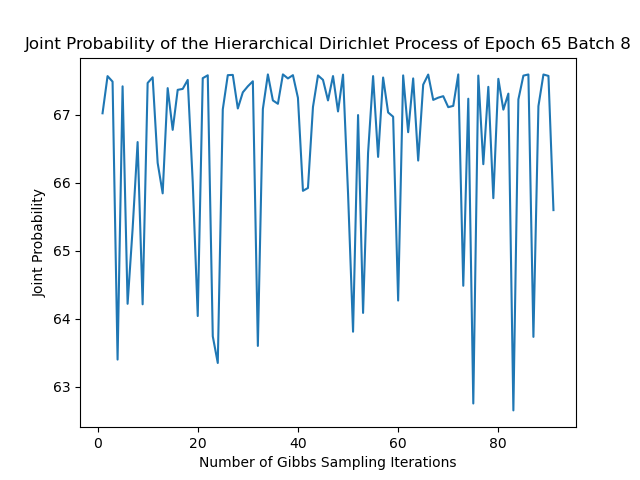 Joint Probability of the Hierarchical Dirichlet Process of Epoch 65 Batch 8
67
66
65
64
63
Joint Probability
0 20 40 60 80
Number of Gibbs Sampling Iterations